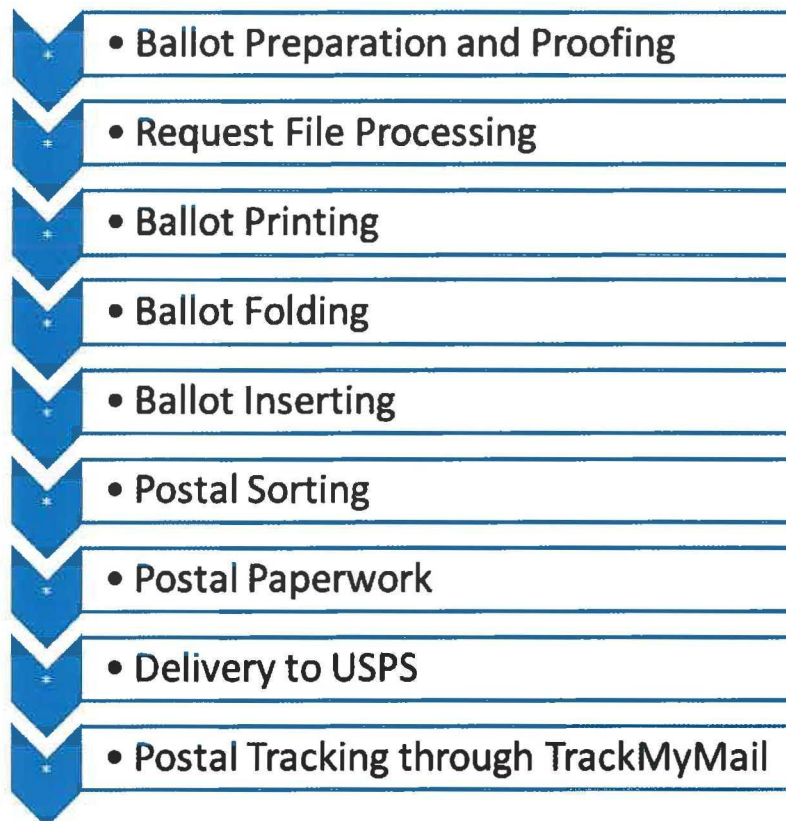 *
• Ballot Preparation and Proofing
*
• Request File Processing
*
• Ballot Printing
*
• Ballot Folding
*
• Ballot Inserting
*
• Postal Sorting
*
• Postal Paperwork
*
• Delivery to USPS
*
• Postal Tracking through TrackMyMail